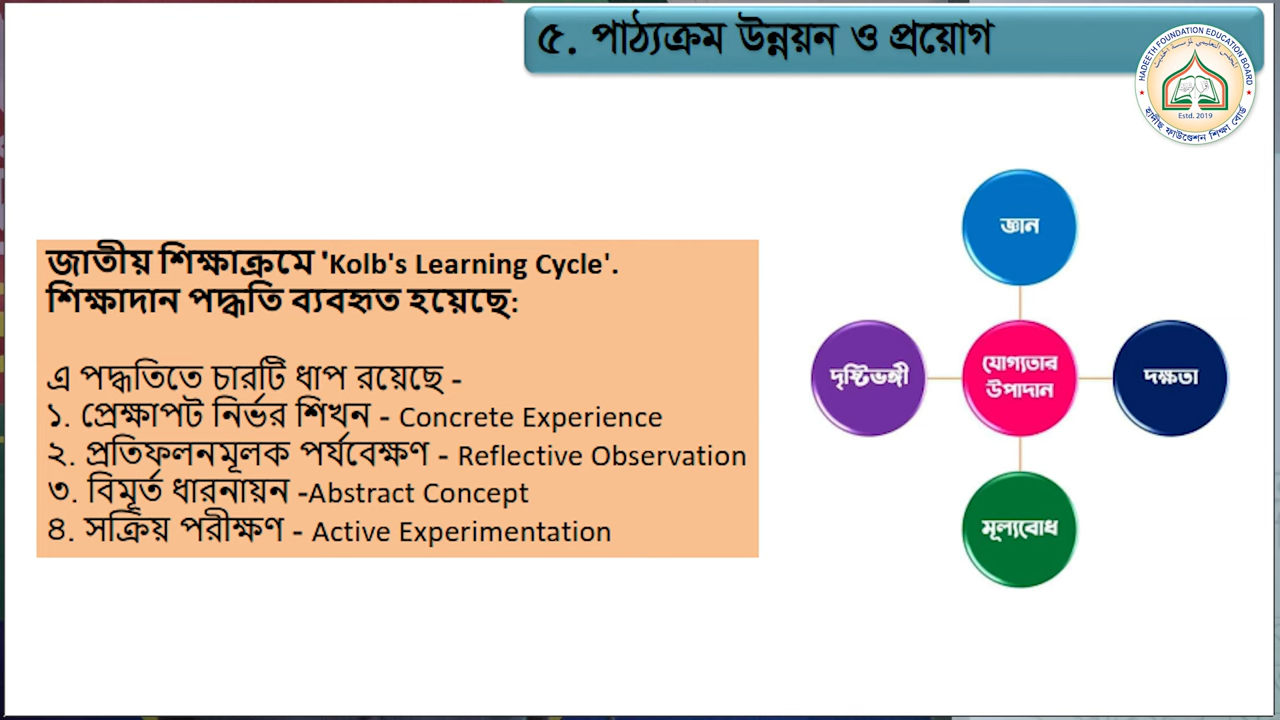 ৫. পাঠ্যক্রম উন্নয়ন ও প্রয়োগ
HADEETH FOUNDATION EDUCATION BOARD
Estd. 2019
হাদীছ ফাউণ্ডেশন শিক্ষা বোর্ড
জাতীয় শিক্ষাক্রমে 'Kolb's Learning Cycle'.
শিক্ষাদান পদ্ধতি ব্যবহৃত হয়েছে:
এ পদ্ধতিতে চারটি ধাপ রয়েছে -
১. প্রেক্ষাপট নির্ভর শিখন - Concrete Experience
২. প্রতিফলনমূলক পর্যবেক্ষণ - Reflective Observation
৩. বিমূর্ত ধারনায়ন -Abstract Concept
৪. সক্রিয় পরীক্ষণ - Active Experimentation
জ্ঞান
দৃষ্টিভঙ্গী
যোগ্যতার
উপাদান
দক্ষতা
মূল্যবোধ